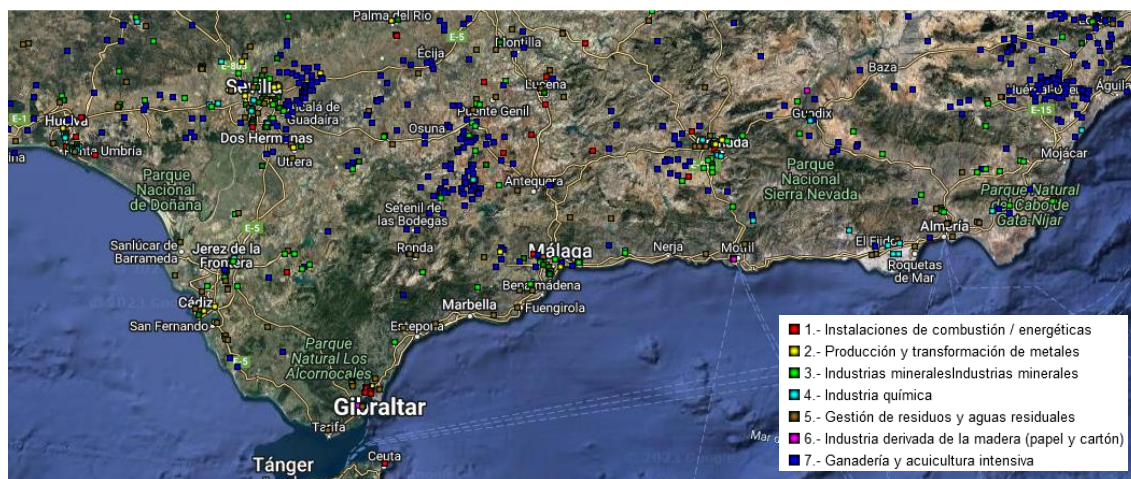 Palma del Río
E-5
Montilla
Écija
E-803
Baza
Sevilla
Lucena
Huércal-Overa
Águila
Alcalá de
Guadaíra
Puente Genil
E-15
E-1
Huelva
Osuna
Guadix
Dos Hermanas
Granada
Punta Umbría
Utrera
Mojácar
Parque
Nacional
de Doñana
Antequera
Parque
Nacional
Sierra Nevada
Parque Natural
del Cabo de
Gata-Níjar
Setenil de
las Bodegas
E-5
Almería
Sanlúcar de
Barrameda
Jerez de la
Frontera
Ronda
Málaga
Nerja
Motril
El Ejido
Roquetas
de Mar
Benalmádena
Cádiz
Marbella
Fuengirola
San Fernando
Estepona
Parque
Natural Los
Alcornocales
E-5
Gibraltar
Tarifa
Mar de
Ceuta
Tánger
1.- Instalaciones de combustión / energéticas
2.- Producción y transformación de metales
3.- Industrias mineralesIndustrias minerales
4.- Industria química
5.- Gestión de residuos y aguas residuales
6.- Industria derivada de la madera (papel y cartón)
7.- Ganadería y acuicultura intensiva